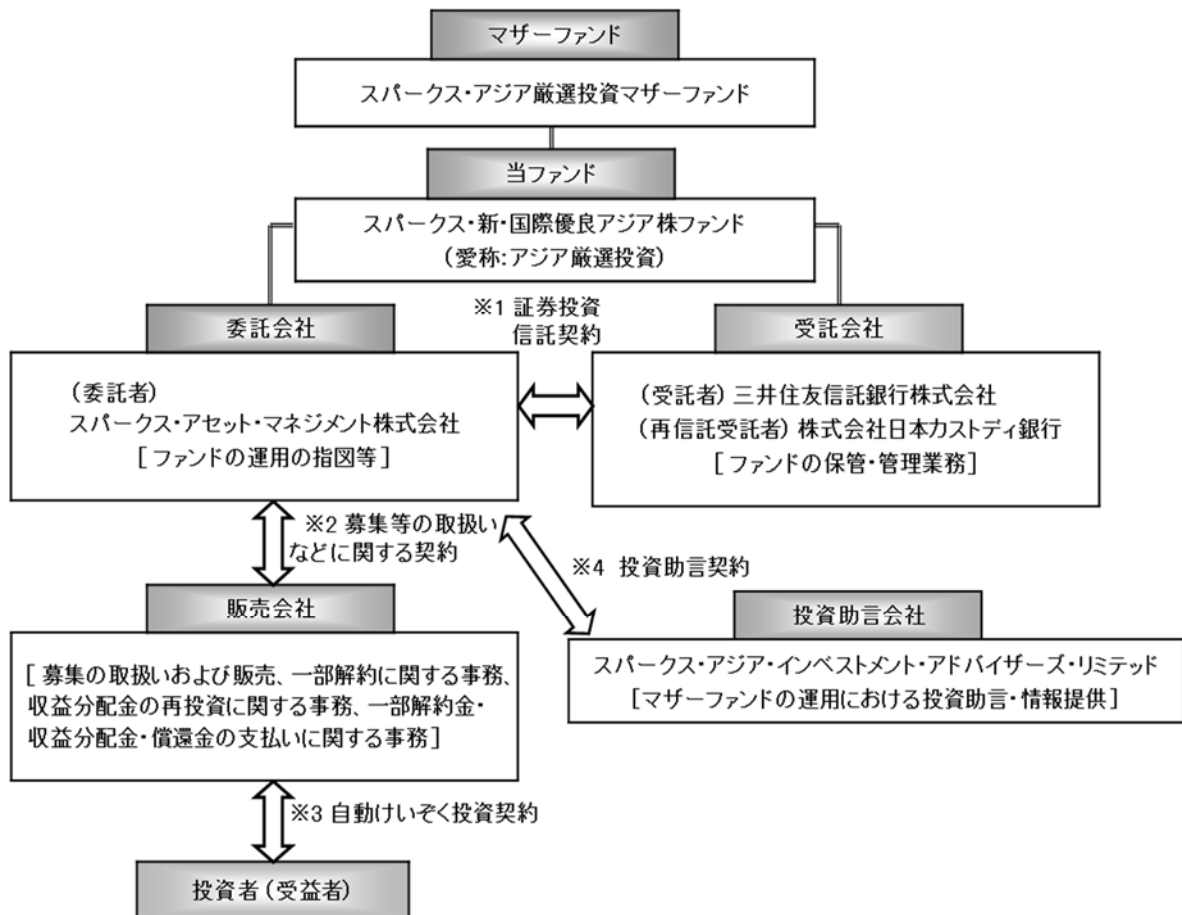 マザーファンド
スパークス・アジア厳選投資マザーファンド
当ファンド
スパークス・新・国際優良アジア株ファンド
(愛称:アジア厳選投資)
※1 証券投資
信託契約
委託会社
(委託者)
スパークス・アセット・マネジメント株式会社
[ファンドの運用の指図等]
受託会社
(受託者) 三井住友信託銀行株式会社
(再信託受託者) 株式会社日本カストディ銀行
[ファンドの保管・管理業務]
※2 募集等の取扱い
などに関する契約
※4 投資助言契約
販売会社
[募集の取扱いおよび販売、一部解約に関する事務、
収益分配金の再投資に関する事務、一部解約金・
収益分配金・償還金の支払いに関する事務]
投資助言会社
スパークス・アジア・インベストメント・アドバイザーズ・リミテッド
[マザーファンドの運用における投資助言・情報提供]
※3 自動けいぞく投資契約
投資者(受益者)